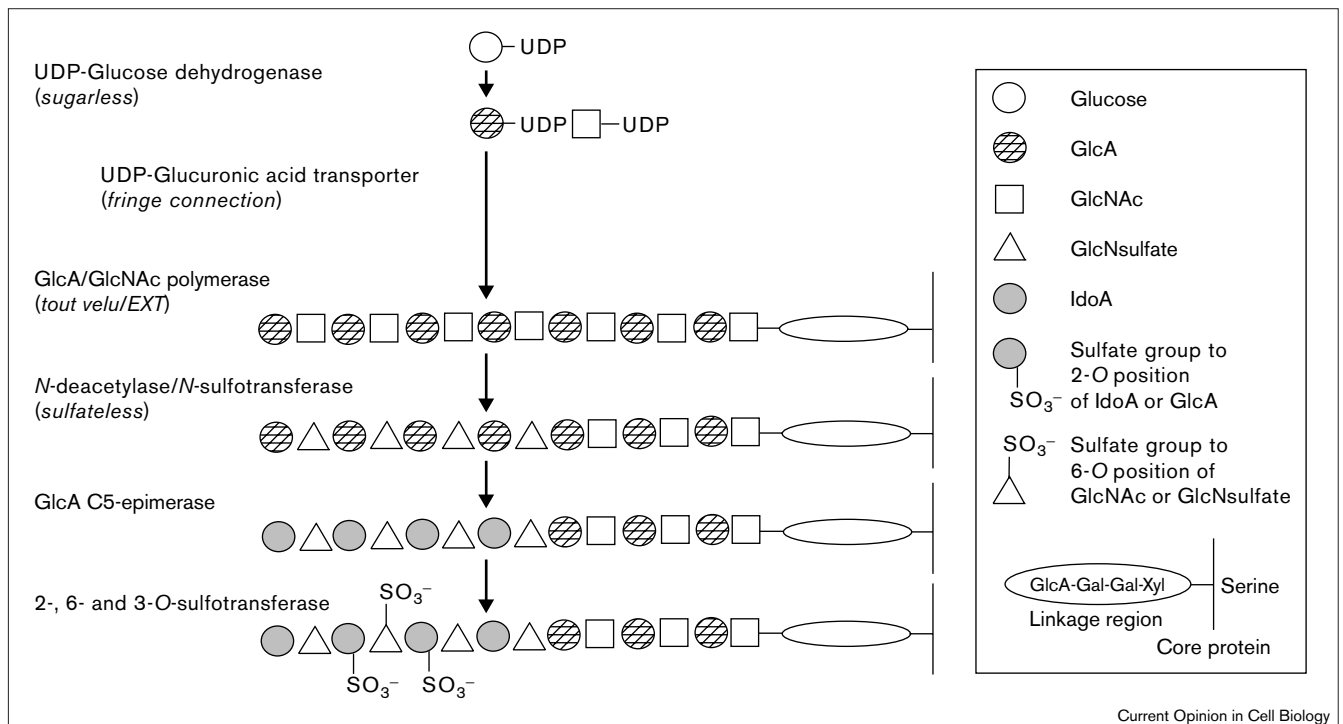 UDP
UDP-Glucose dehydrogenase
(sugarless)
UDP
UDP
UDP-Glucuronic acid transporter
(fringe connection)
GlcA/GlcNAc polymerase
(tout velu/EXT)
N-deacetylase/N-sulfotransferase
(sulfateless)
GlcA C5-epimerase
2-, 6- and 3-O-sulfotransferase
SO₃⁻
SO₃⁻
SO₃⁻
Glucose
GlcA
GlcNAc
GlcNsulfate
IdoA
Sulfate group to
2-O position
of IdoA or GlcA
SO₃⁻
SO₃⁻
Sulfate group to
6-O position of
GlcNAc or GlcNsulfate
GlcA-Gal-Gal-Xyl
Serine
Linkage region
Core protein
Current Opinion in Cell Biology